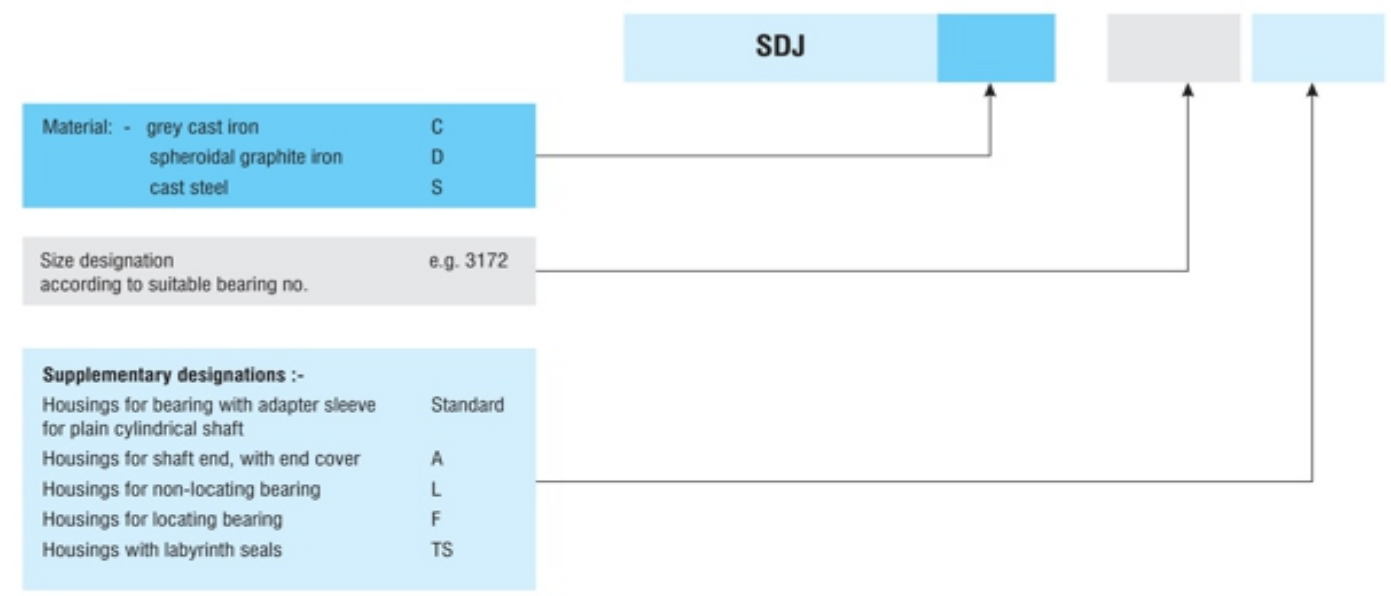 SDJ
Material: - grey cast iron C
spheroidal graphite iron D
cast steel S
Size designation e.g. 3172
according to suitable bearing no.
Supplementary designations :-
Housings for bearing with adapter sleeve Standard
for plain cylindrical shaft
Housings for shaft end, with end cover A
Housings for non-locating bearing L
Housings for locating bearing F
Housings with labyrinth seals TS